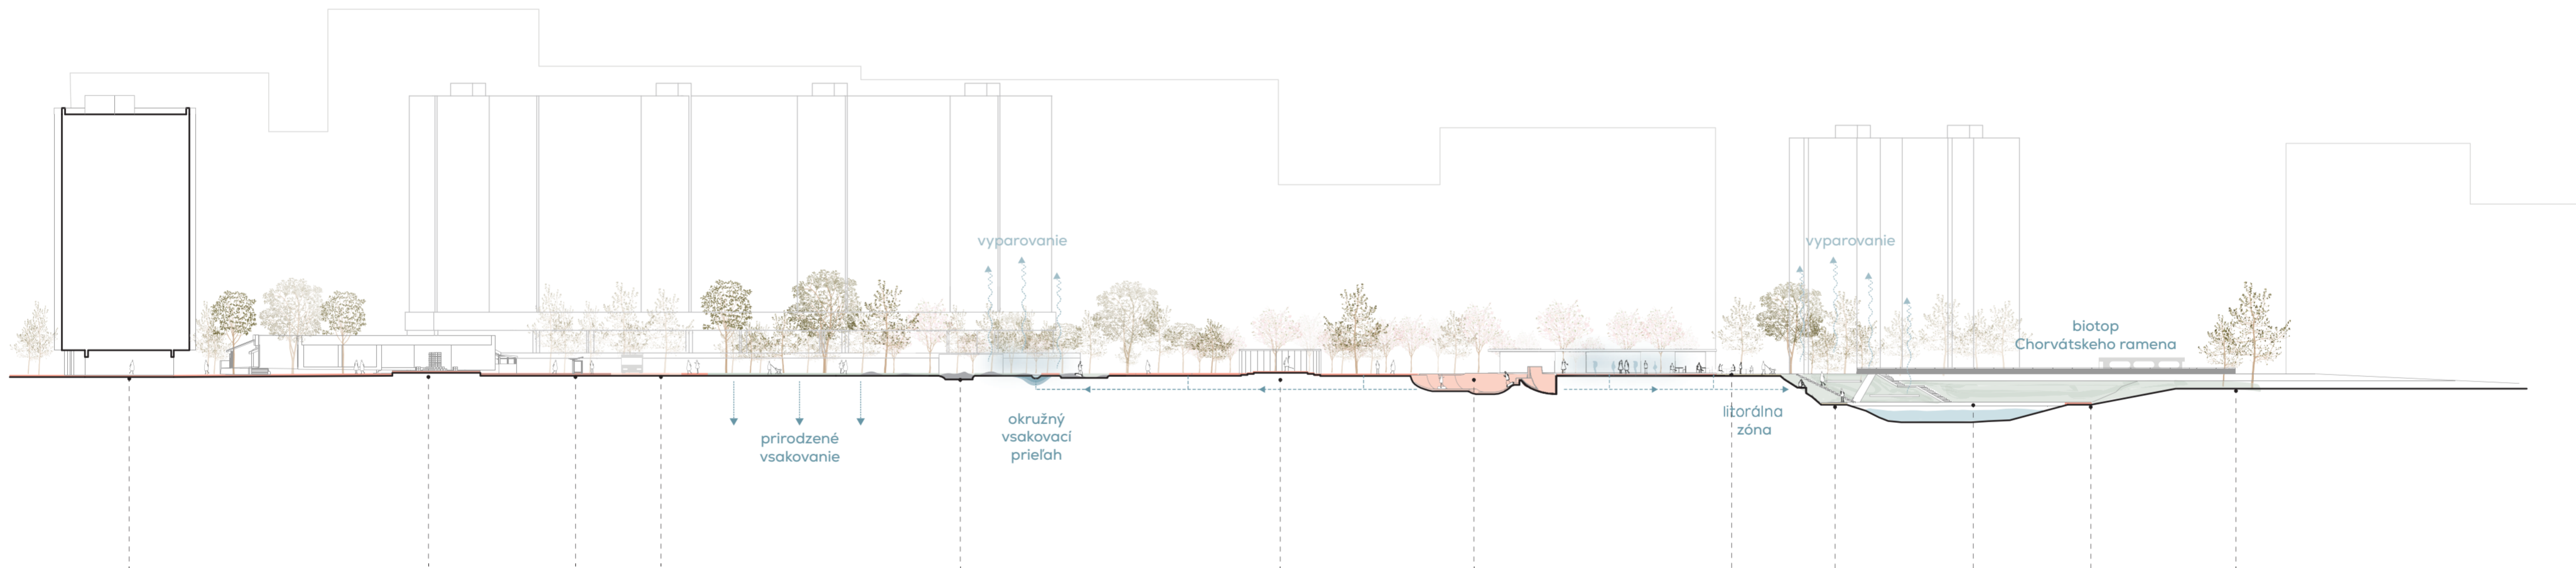 vyparovanie
vyparovanie
biotop
Chorvátskeho ramena
prirodzené
vsakovanie
okružný
vsakovací
prieľah
litorálna
zóna